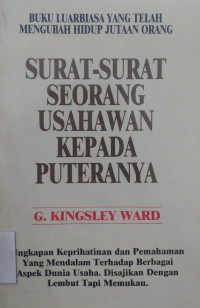 BUKU LUARBIASA YANG TELAH
MENGUBAH HIDUP JUTAAN ORANG
SURAT-SURAT
SEORANG
USAHAWAN
KEPADA
PUTERANYA
G. KINGSLEY WARD
ingkapan Keprihatinan dan Pemahaman
Yang Mendalam Terhadap Berbagai
Aspek Dunia Usaha. Disajikan Dengan
Lembut Tapi Memukau.